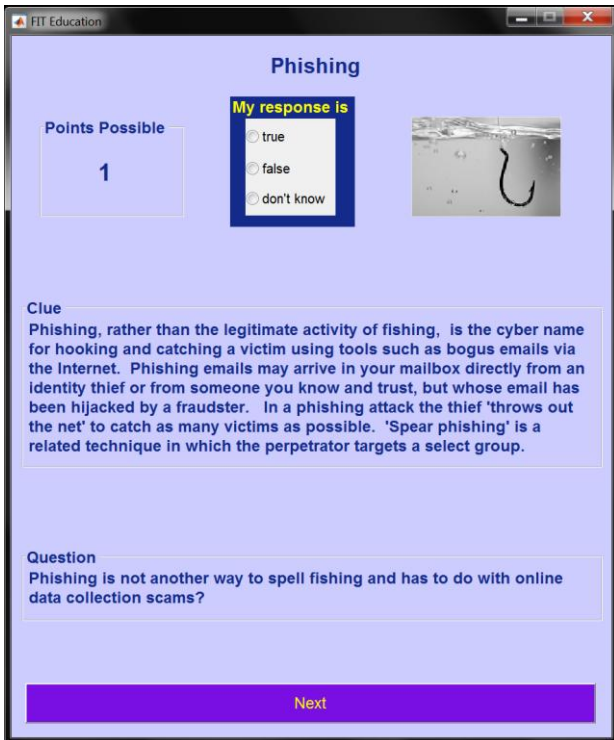 FIT Education
Phishing
Points Possible
1
My response is
true
false
don't know
Clue
Phishing, rather than the legitimate activity of fishing,  is the cyber name
for hooking and catching a victim using tools such as bogus emails via
the Internet.  Phishing emails may arrive in your mailbox directly from an
identity thief or from someone you know and trust, but whose email has
been hijacked by a fraudster.   In a phishing attack the thief 'throws out
the net' to catch as many victims as possible.  'Spear phishing' is a
related technique in which the perpetrator targets a select group.
Question
Phishing is not another way to spell fishing and has to do with online
data collection scams?
Next